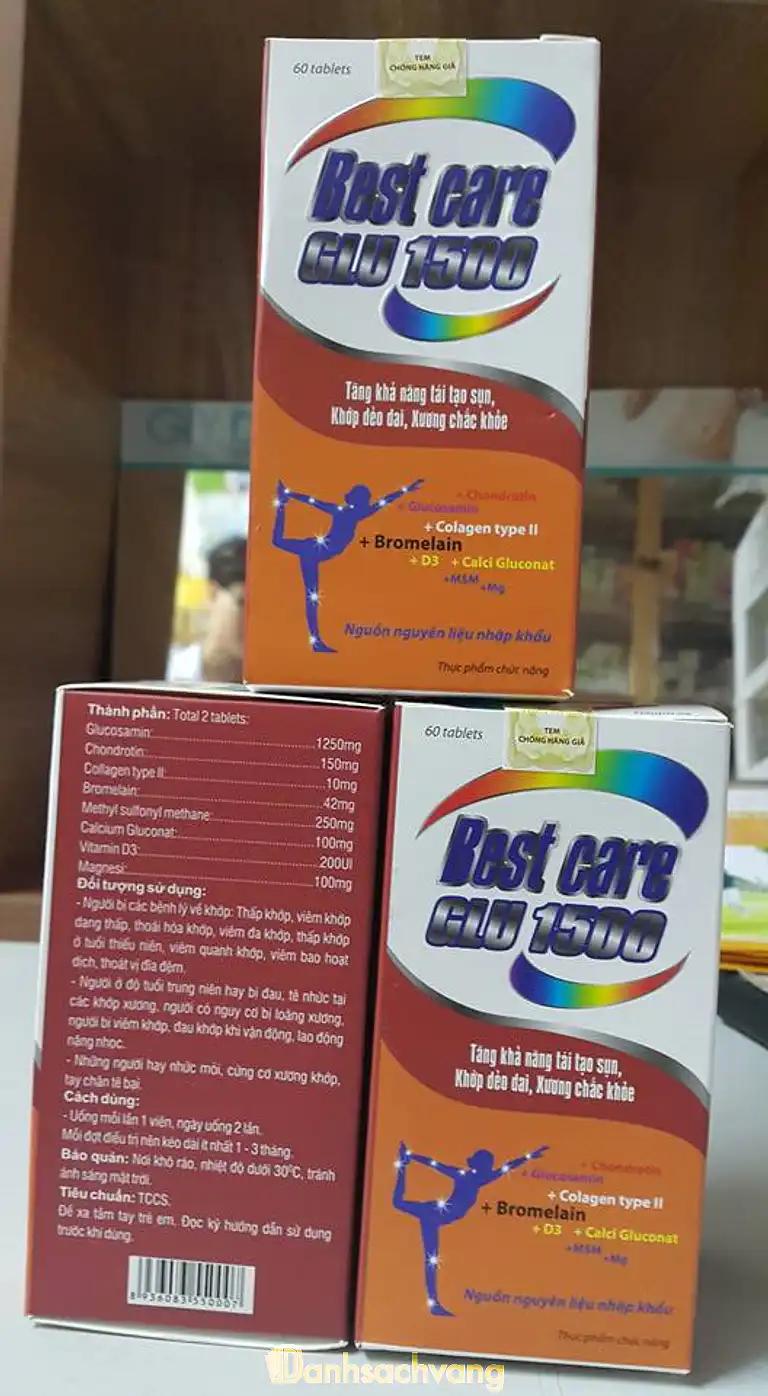 60 tablets
TEM
CHỐNG HÀNG GIẢ
Best care
GLU 1500
Tăng khả năng tái tạo sụn,
Khớp dẻo dai, Xương chắc khỏe
+ Chondrotin
+ Glucosamin
+ Colagen type II
+ Bromelain
+ D3 + Calci Gluconat
+MSM +Mg
Nguồn nguyên liệu nhập khẩu
Thực phẩm chức năng
Thành phần: Total 2 tablets:
Glucosamin:..........1250mg
Chondrotin:..........150mg
Collagen type II:..........10mg
Bromelain:..........42mg
Methyl sulfonyl methane:..........250mg
Calcium Gluconat:..........100mg
Vitamin D3:..........200UI
Magnesi:..........100mg
Đối tượng sử dụng:
- Người bị các bệnh lý về khớp: Thấp khớp, viêm khớp
dạng thấp, thoái hóa khớp, viêm đa khớp, thấp khớp
ở tuổi thiếu niên, viêm quanh khớp, viêm bao hoạt
dịch, thoát vị đĩa đệm.
- Người ở độ tuổi trung niên hay bị đau, tê nhức tại
các khớp xương, người có nguy cơ bị loãng xương,
người bị viêm khớp, đau khớp khi vận động, lao động
nặng nhọc.
- Những người hay nhức mỏi, cứng cơ xương khớp,
tay chân tê bại.
Cách dùng:
- Uống mỗi lần 1 viên, ngày uống 2 lần.
Mỗi đợt điều trị nên kéo dài ít nhất 1 - 3 tháng.
Bảo quản: Nơi khô ráo, nhiệt độ dưới 30°C, tránh
ánh sáng mặt trời.
Tiêu chuẩn: TCCS.
Để xa tầm tay trẻ em. Đọc kỹ hướng dẫn sử dụng
trước khi dùng.
8 936083 550007
60 tablets
TEM
CHỐNG HÀNG GIẢ
Best care
GLU 1500
Tăng khả năng tái tạo sụn,
Khớp dẻo dai, Xương chắc khỏe
+ Chondrotin
+ Glucosamin
+ Colagen type II
+ Bromelain
+ D3 + Calci Gluconat
+MSM +Mg
Nguồn nguyên liệu nhập khẩu
Thực phẩm chức năng
Danhsachvang